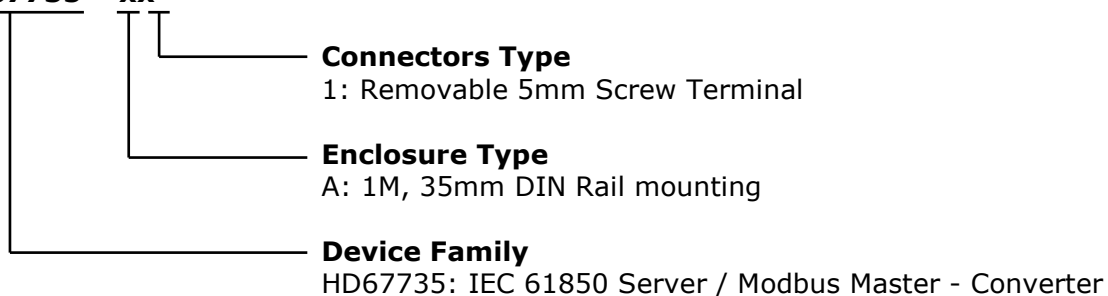 Connectors Type
1: Removable 5mm Screw Terminal
Enclosure Type
A: 1M, 35mm DIN Rail mounting
Device Family
HD67735: IEC 61850 Server / Modbus Master - Converter